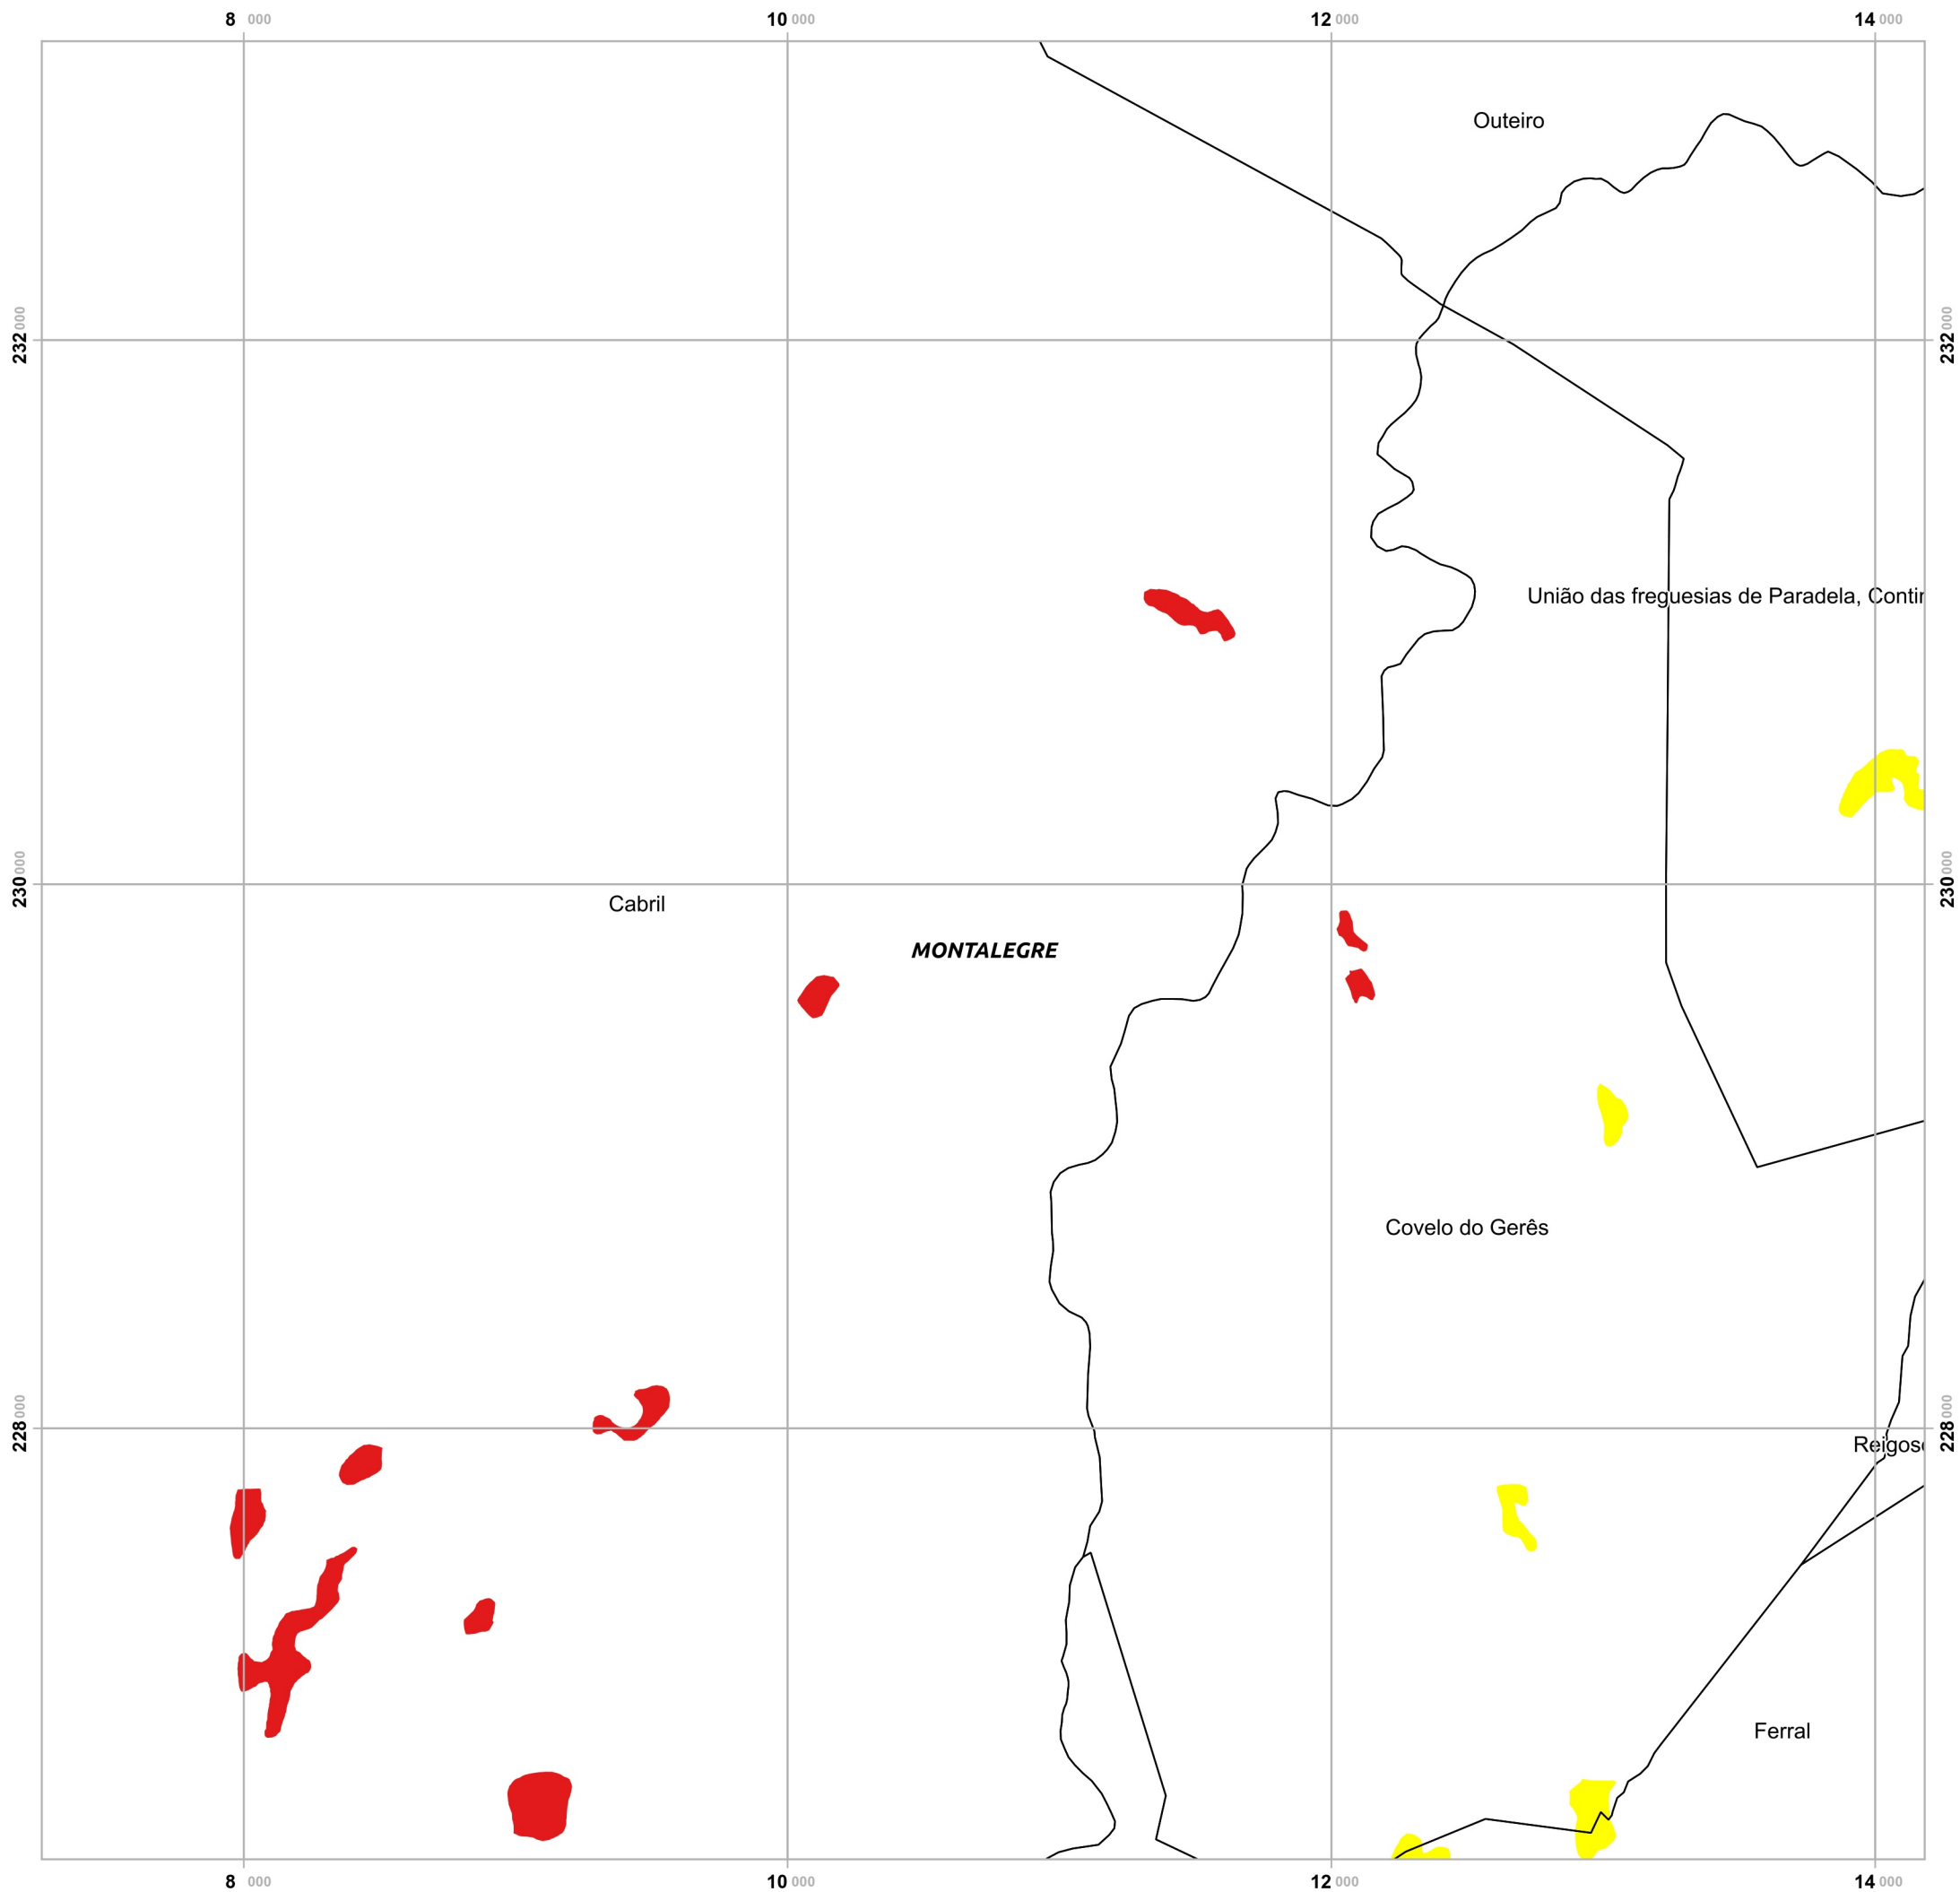 8 000 10 000 12 000 14 000
Outeiro
232 000 232 000
União das freguesias de Paradela, Contin
230 000 230 000
Cabril
MONTALEGRE
Covelo do Gerês
228 000 228 000
Reigoso
Ferral
8 000 10 000 12 000 14 000